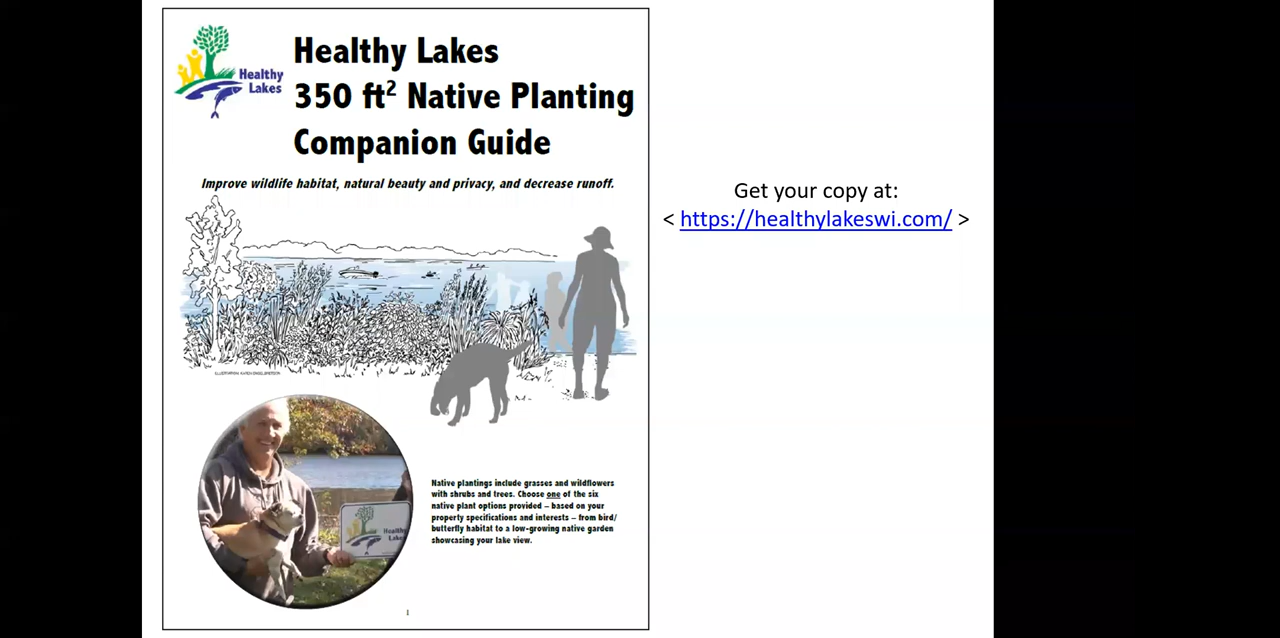 Healthy
Lakes
Healthy Lakes
350 ft² Native Planting
Companion Guide
Improve wildlife habitat, natural beauty and privacy, and decrease runoff.
Get your copy at:
< https://healthylakeswi.com/ >
Native plantings include grasses and wildflowers
with shrubs and trees. Choose one of the six
native plant options provided – based on your
property specifications and interests – from bird/
butterfly habitat to a low-growing native garden
showcasing your lake view.
Healthy
Lakes
1